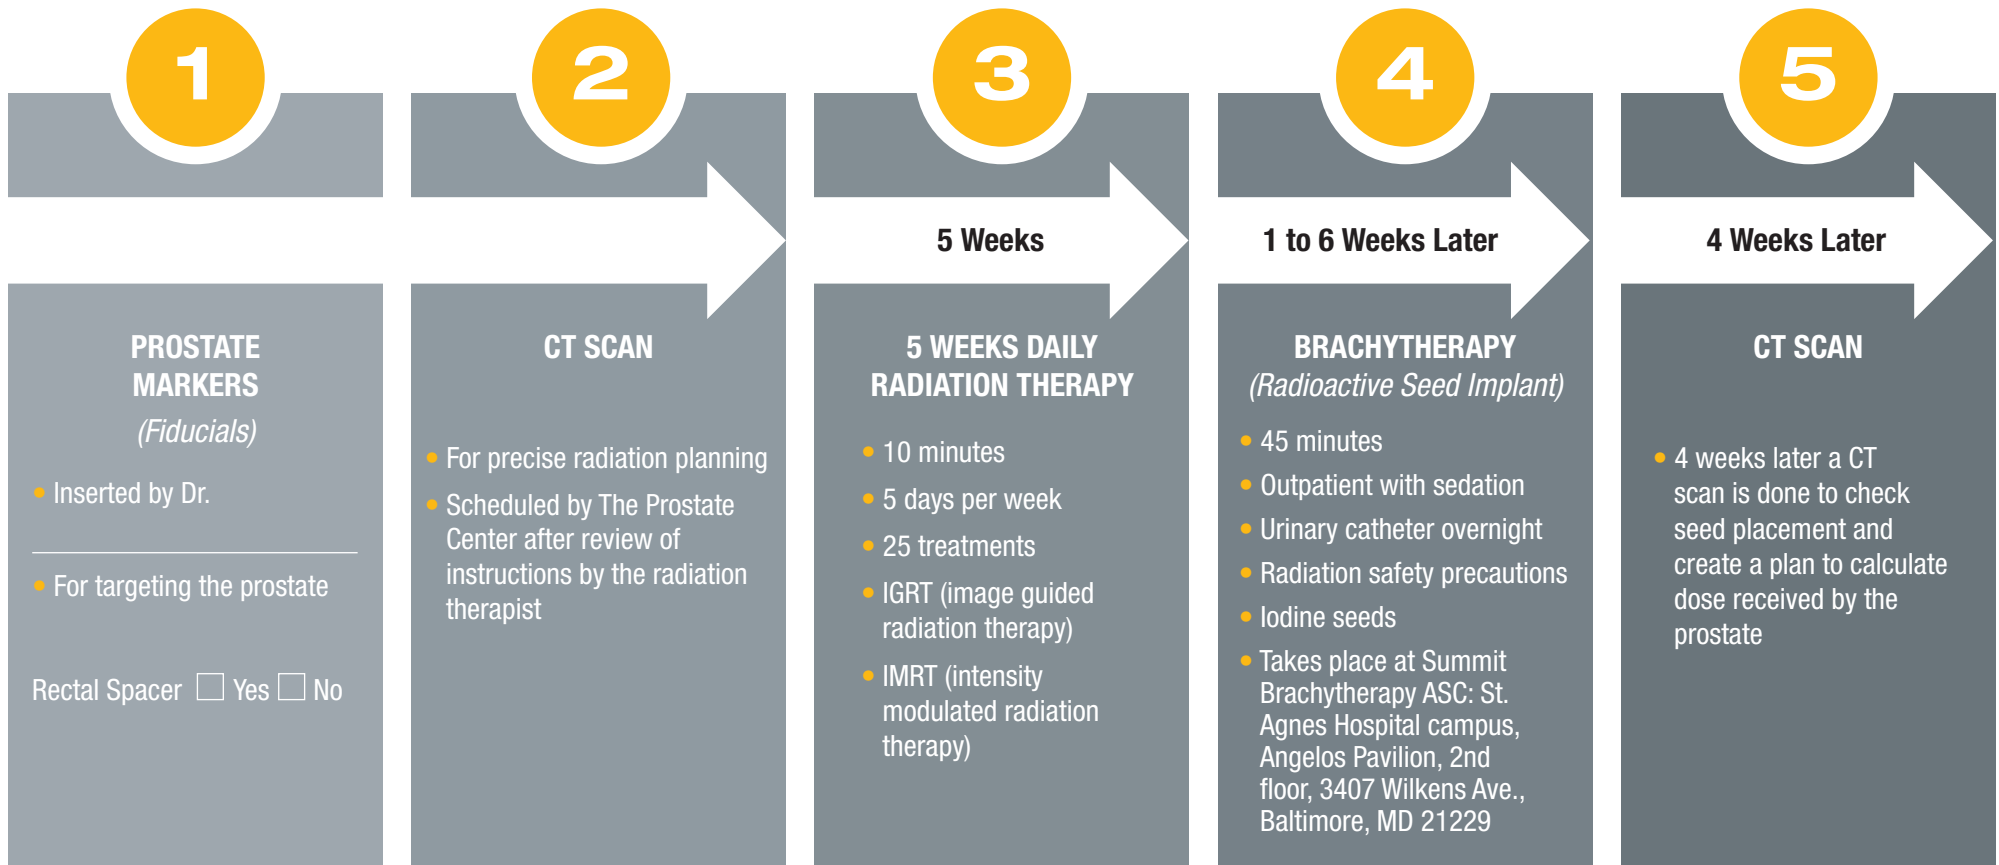 1
PROSTATE
MARKERS
(Fiducials)
• Inserted by Dr.
• For targeting the prostate
Rectal Spacer ☐ Yes ☐ No
2
CT SCAN
• For precise radiation planning
• Scheduled by The Prostate
Center after review of
instructions by the radiation
therapist
3
5 Weeks
5 WEEKS DAILY
RADIATION THERAPY
• 10 minutes
• 5 days per week
• 25 treatments
• IGRT (image guided
radiation therapy)
• IMRT (intensity
modulated radiation
therapy)
4
1 to 6 Weeks Later
BRACHYTHERAPY
(Radioactive Seed Implant)
• 45 minutes
• Outpatient with sedation
• Urinary catheter overnight
• Radiation safety precautions
• Iodine seeds
• Takes place at Summit
Brachytherapy ASC: St.
Agnes Hospital campus,
Angelos Pavilion, 2nd
floor, 3407 Wilkens Ave.,
Baltimore, MD 21229
5
4 Weeks Later
CT SCAN
• 4 weeks later a CT
scan is done to check
seed placement and
create a plan to calculate
dose received by the
prostate